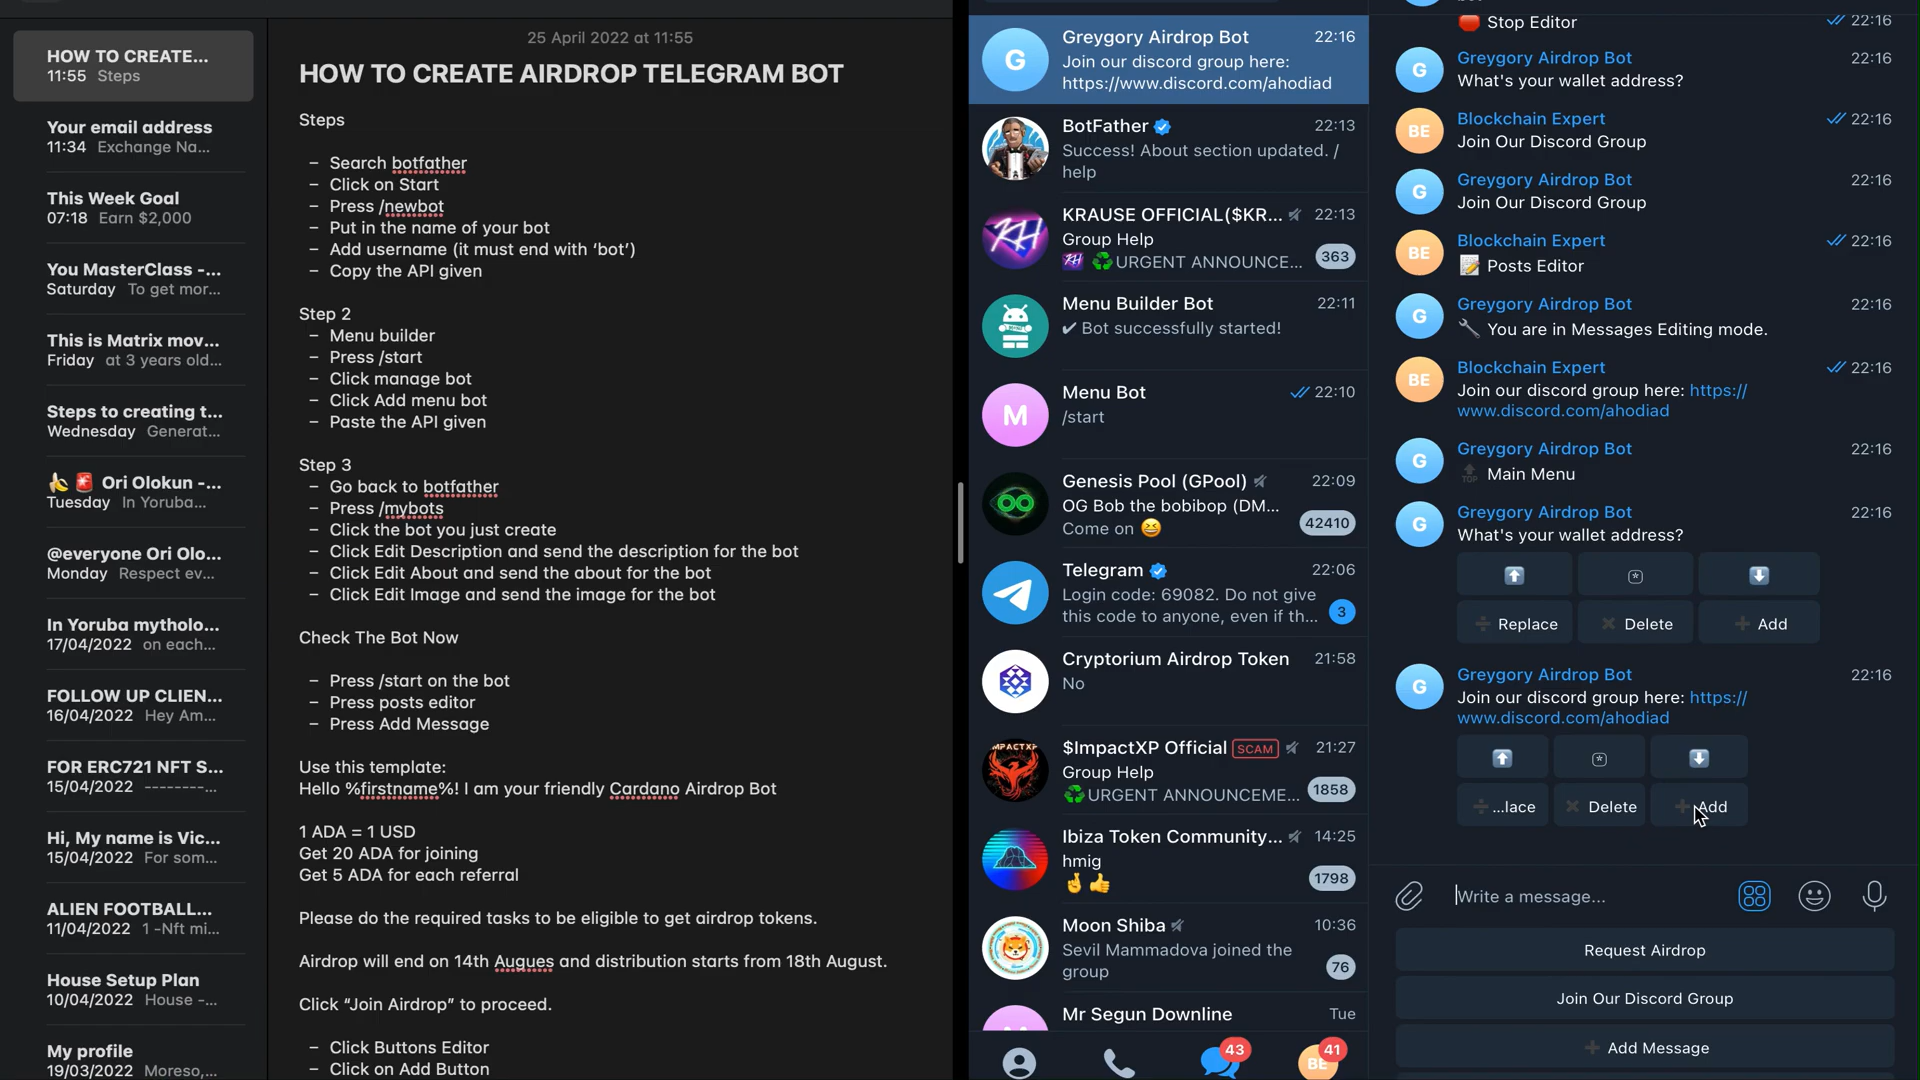 HOW TO CREATE...
11:55 Steps
Your email address
11:34 Exchange Na...
This Week Goal
07:18 Earn $2,000
You MasterClass -...
Saturday To get mor...
This is Matrix mov...
Friday at 3 years old...
Steps to creating t...
Wednesday Generat...
🍌 🚨 Ori Olokun -...
Tuesday In Yoruba...
@everyone Ori Olo...
Monday Respect ev...
In Yoruba mytholo...
17/04/2022 on each...
FOLLOW UP CLIEN...
16/04/2022 Hey Am...
FOR ERC721 NFT S...
15/04/2022 --------...
Hi, My name is Vic...
15/04/2022 For som...
ALIEN FOOTBALL...
11/04/2022 1 -Nft mi...
House Setup Plan
10/04/2022 House -...
My profile
19/03/2022 Moreso,...
25 April 2022 at 11:55
HOW TO CREATE AIRDROP TELEGRAM BOT
Steps
– Search botfather
– Click on Start
– Press /newbot
– Put in the name of your bot
– Add username (it must end with ‘bot’)
– Copy the API given
Step 2
– Menu builder
– Press /start
– Click manage bot
– Click Add menu bot
– Paste the API given
Step 3
– Go back to botfather
– Press /mybots
– Click the bot you just create
– Click Edit Description and send the description for the bot
– Click Edit About and send the about for the bot
– Click Edit Image and send the image for the bot
Check The Bot Now
– Press /start on the bot
– Press posts editor
– Press Add Message
Use this template:
Hello %firstname%! I am your friendly Cardano Airdrop Bot
1 ADA = 1 USD
Get 20 ADA for joining
Get 5 ADA for each referral
Please do the required tasks to be eligible to get airdrop tokens.
Airdrop will end on 14th Augues and distribution starts from 18th August.
Click “Join Airdrop” to proceed.
– Click Buttons Editor
– Click on Add Button
G
Greygory Airdrop Bot 22:16
Join our discord group here:
https://www.discord.com/ahodiad
BotFather 22:13
Success! About section updated. /
help
KRAUSE OFFICIAL($KR... 22:13
Group Help
♻️URGENT ANNOUNCE... 363
Menu Builder Bot 22:11
✔ Bot successfully started!
M
Menu Bot 22:10
/start
Genesis Pool (GPool) 22:09
OG Bob the bobibop (DM...
Come on 😆 42410
Telegram 22:06
Login code: 69082. Do not give
this code to anyone, even if th... 3
Cryptorium Airdrop Token 21:58
No
$ImpactXP Official SCAM 21:27
Group Help
♻️URGENT ANNOUNCEME... 1858
Ibiza Token Community... 14:25
hmig
🤞👍 1798
Moon Shiba 10:36
Sevil Mammadova joined the
group 76
Mr Segun Downline Tue
43
BE 41
🛑 Stop Editor 22:16
G
Greygory Airdrop Bot 22:16
What's your wallet address?
BE
Blockchain Expert 22:16
Join Our Discord Group
G
Greygory Airdrop Bot 22:16
Join Our Discord Group
BE
Blockchain Expert 22:16
📝 Posts Editor
G
Greygory Airdrop Bot 22:16
🔧 You are in Messages Editing mode.
BE
Blockchain Expert 22:16
Join our discord group here: https://
www.discord.com/ahodiad
G
Greygory Airdrop Bot 22:16
🔝 Main Menu
G
Greygory Airdrop Bot 22:16
What's your wallet address?
⬆️ ⬇️
➗ Replace ✖ Delete ➕ Add
G
Greygory Airdrop Bot 22:16
Join our discord group here: https://
www.discord.com/ahodiad
⬆️ ⬇️
➗ ...lace ✖ Delete ➕ Add
Write a message...
Request Airdrop
Join Our Discord Group
➕ Add Message